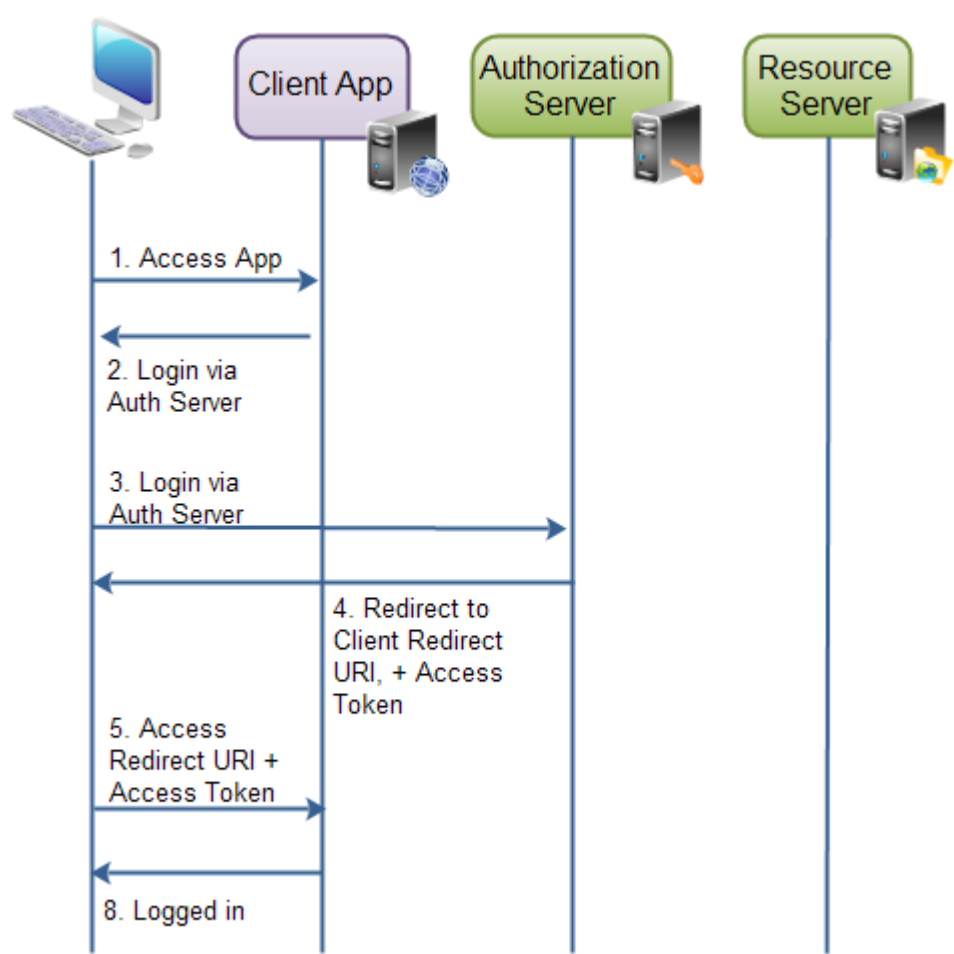 Client App
Authorization
Server
Resource
Server
1. Access App
2. Login via
Auth Server
3. Login via
Auth Server
4. Redirect to
Client Redirect
URI, + Access
Token
5. Access
Redirect URI +
Access Token
8. Logged in